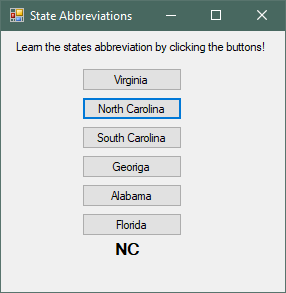 State Abbreviations
Learn the states abbreviation by clicking the buttons!
Virginia
North Carolina
South Carolina
Georiga
Alabama
Florida
NC